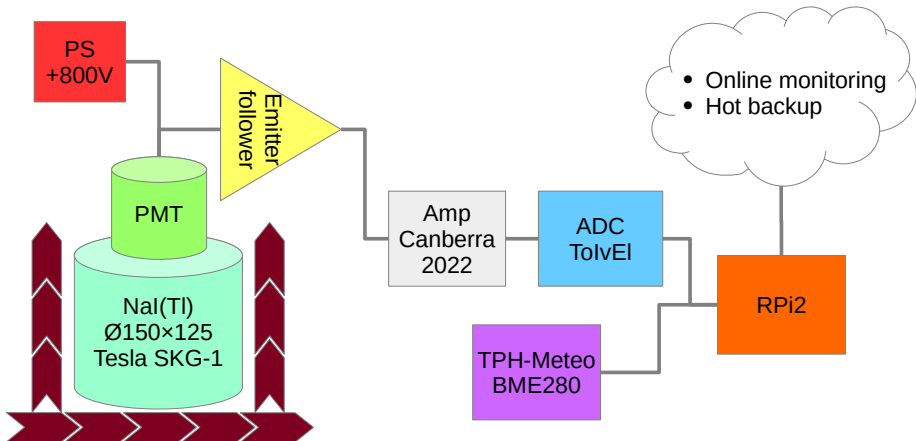 PS
+800V
Emitter
follower
• Online monitoring
• Hot backup
PMT
Amp
Canberra
2022
ADC
TolvEl
NaI(Tl)
Ø150×125
Tesla SKG-1
RPi2
TPH-Meteo
BME280